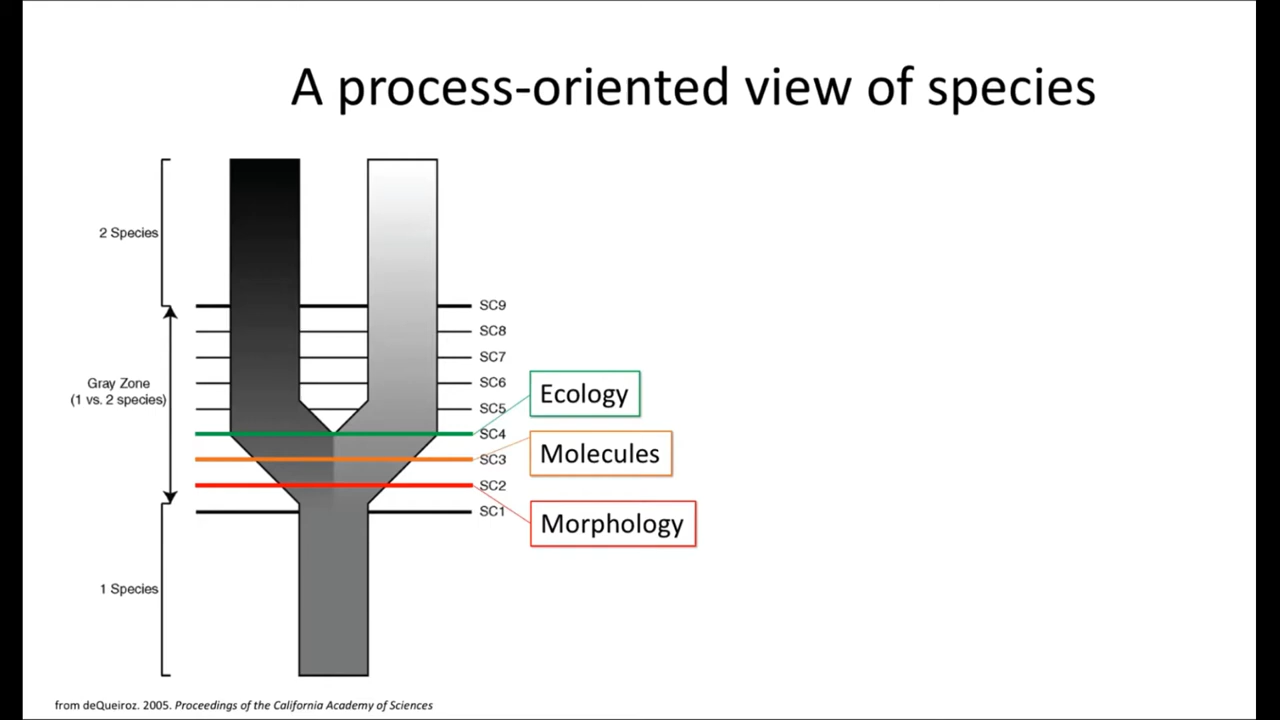 A process-oriented view of species
2 Species
SC9
SC8
SC7
SC6
Gray Zone
(1 vs. 2 species)
SC5
Ecology
SC4
Molecules
SC3
SC2
SC1
Morphology
1 Species
from deQueiroz. 2005. Proceedings of the California Academy of Sciences